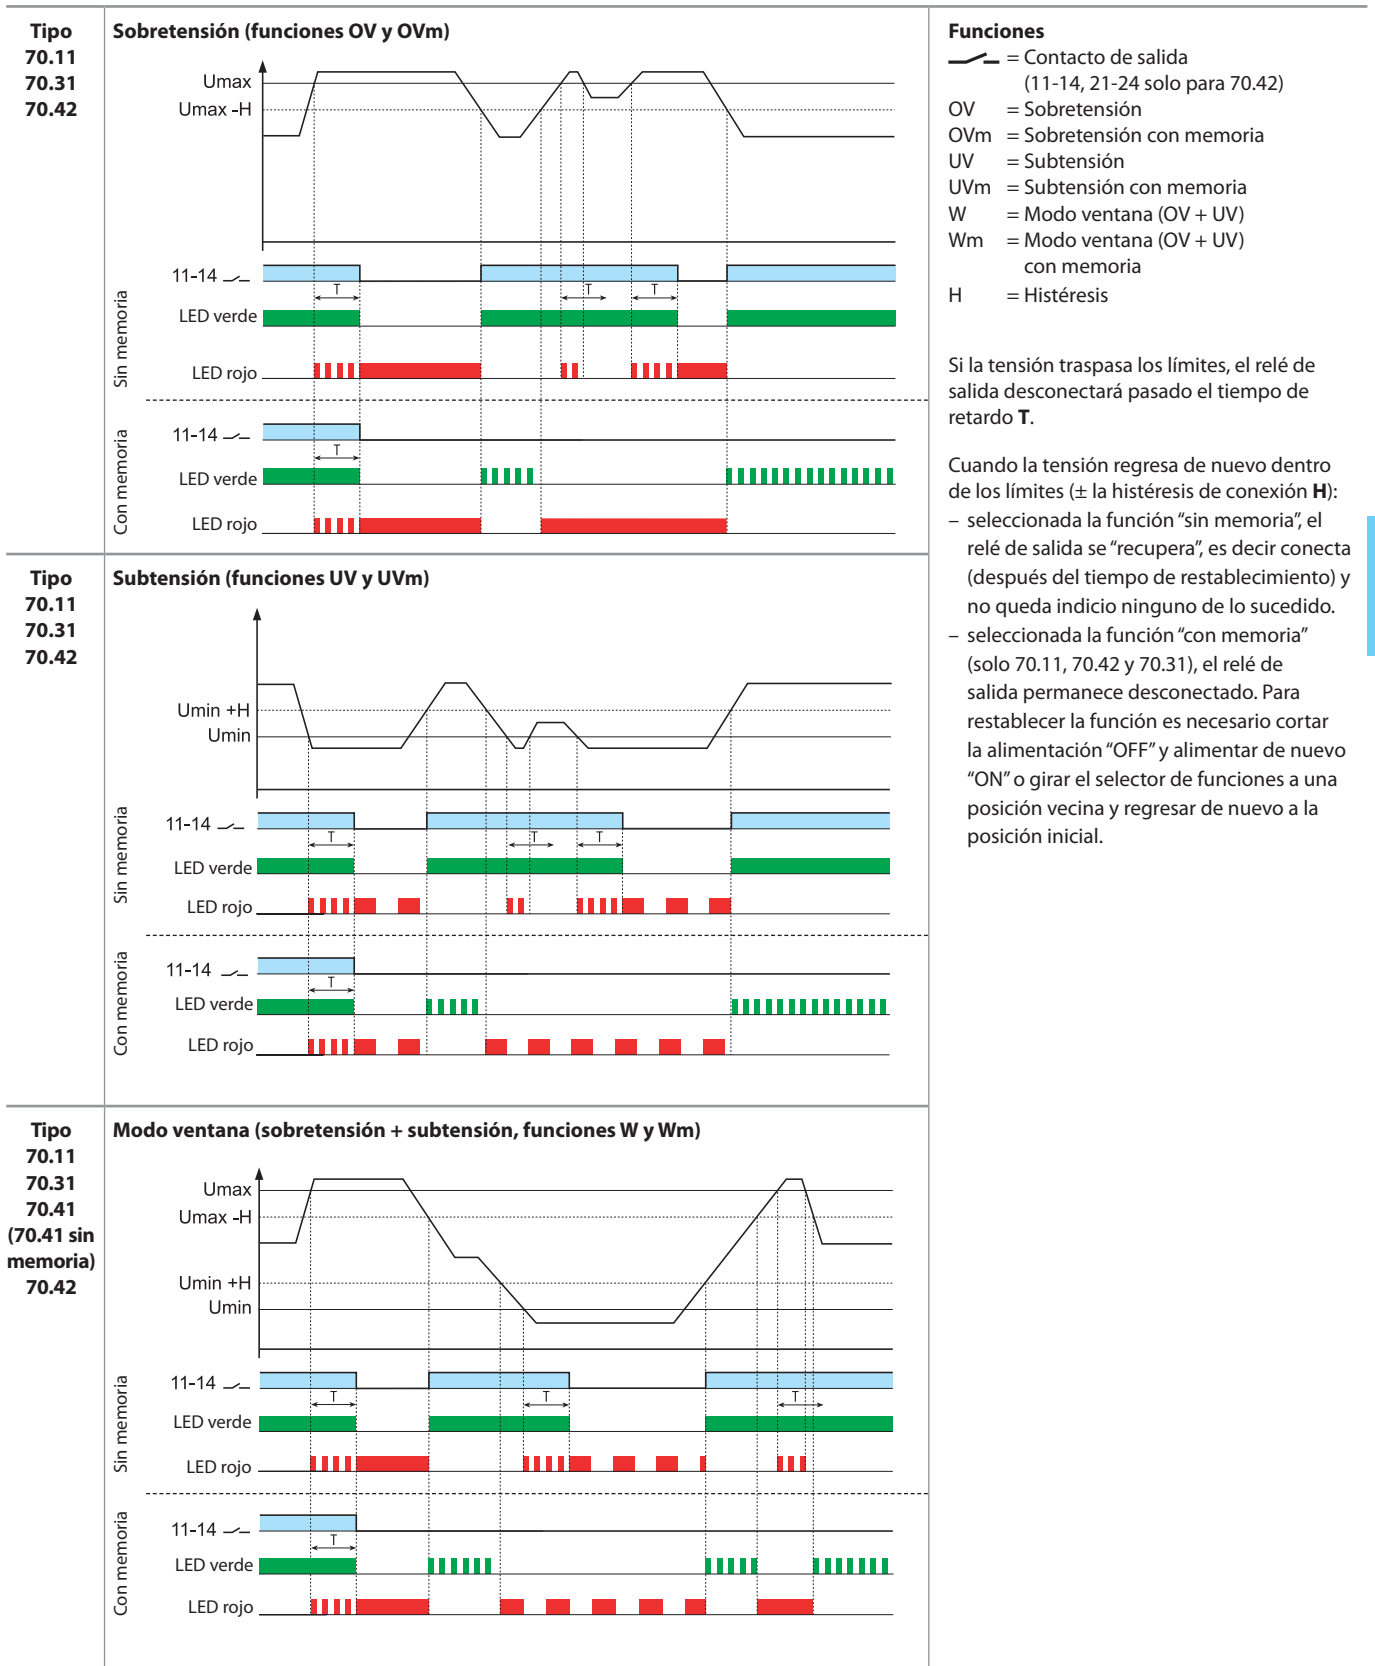 Tipo
70.11
70.31
70.42
Sobretensión (funciones OV y OVm)
Umax
Umax -H
Sin memoria
11-14
T
T
T
LED verde
LED rojo
Con memoria
11-14
T
LED verde
LED rojo
Tipo
70.11
70.31
70.42
Subtensión (funciones UV y UVm)
Umin +H
Umin
Sin memoria
11-14
T
T
T
LED verde
LED rojo
Con memoria
11-14
T
LED verde
LED rojo
Tipo
70.11
70.31
70.41
(70.41 sin
memoria)
70.42
Modo ventana (sobretensión + subtensión, funciones W y Wm)
Umax
Umax -H
Umin +H
Umin
Sin memoria
11-14
T
T
T
LED verde
LED rojo
Con memoria
11-14
T
LED verde
LED rojo
Funciones
= Contacto de salida
(11-14, 21-24 solo para 70.42)
OV = Sobretensión
OVm = Sobretensión con memoria
UV = Subtensión
UVm = Subtensión con memoria
W = Modo ventana (OV + UV)
Wm = Modo ventana (OV + UV)
con memoria
H = Histéresis
Si la tensión traspasa los límites, el relé de
salida desconectará pasado el tiempo de
retardo T.
Cuando la tensión regresa de nuevo dentro
de los límites (± la histéresis de conexión H):
– seleccionada la función “sin memoria”, el
relé de salida se “recupera”, es decir conecta
(después del tiempo de restablecimiento) y
no queda indicio ninguno de lo sucedido.
– seleccionada la función “con memoria”
(solo 70.11, 70.42 y 70.31), el relé de
salida permanece desconectado. Para
restablecer la función es necesario cortar
la alimentación “OFF” y alimentar de nuevo
“ON” o girar el selector de funciones a una
posición vecina y regresar de nuevo a la
posición inicial.